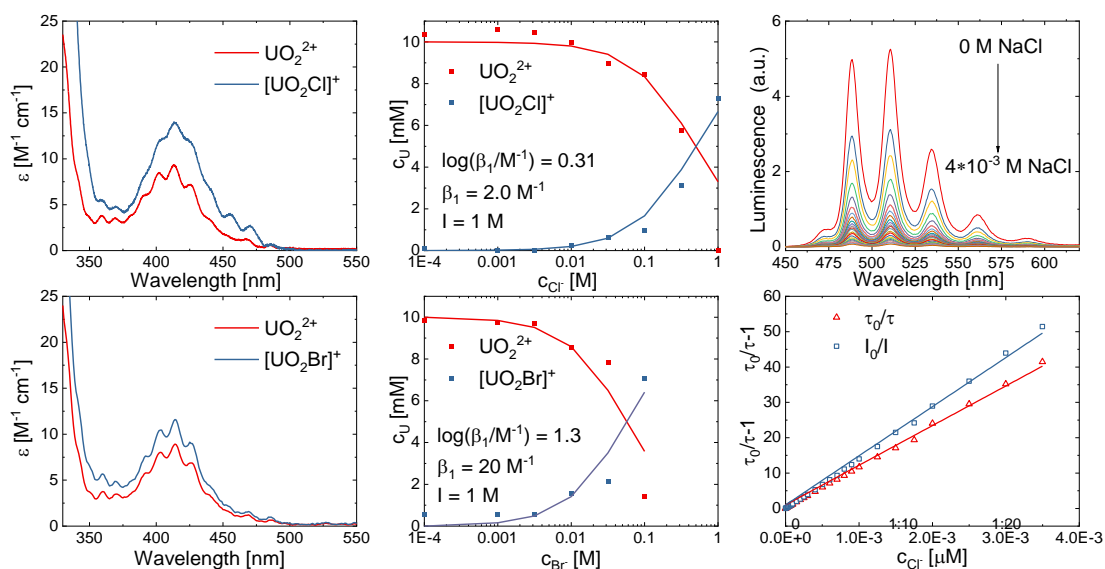 25
20
15
10
5
0
ε [M⁻¹ cm⁻¹]
UO₂²⁺
[UO₂Cl]⁺
350 400 450 500 550
Wavelength [nm]
12
10
8
6
4
2
0
c_U [mM]
UO₂²⁺
[UO₂Cl]⁺
log(β₁/M⁻¹) = 0.31
β₁ = 2.0 M⁻¹
I = 1 M
1E-4 0.001 0.01 0.1 1
c_Cl⁻ [M]
6
4
2
0
Luminescence (a.u.)
0 M NaCl
4*10⁻³ M NaCl
450 475 500 525 550 575 600
Wavelength [nm]
25
20
15
10
5
0
ε [M⁻¹ cm⁻¹]
UO₂²⁺
[UO₂Br]⁺
350 400 450 500 550
Wavelength [nm]
12
10
8
6
4
2
0
c_U [mM]
UO₂²⁺
[UO₂Br]⁺
log(β₁/M⁻¹) = 1.3
β₁ = 20 M⁻¹
I = 1 M
1E-4 0.001 0.01 0.1 1
c_Br⁻ [M]
60
50
40
30
20
10
0
τ₀/τ-1 τ₀/τ-1
τ₀/τ
I₀/I
0 1:10 1:20
0.0E+0 1.0E-3 2.0E-3 3.0E-3 4.0E-3
c_Cl⁻ [μM]